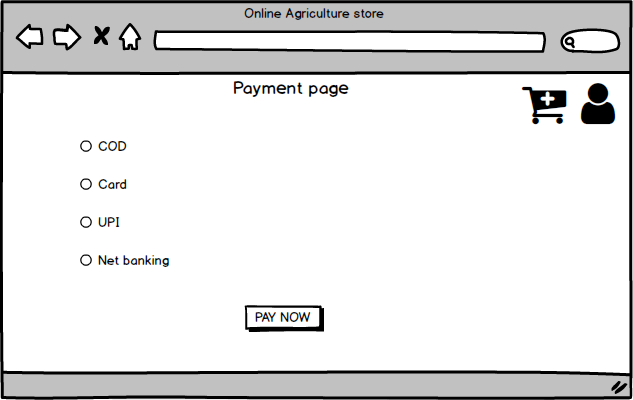 Online Agriculture store
Payment page
COD
Card
UPI
Net banking
PAY NOW